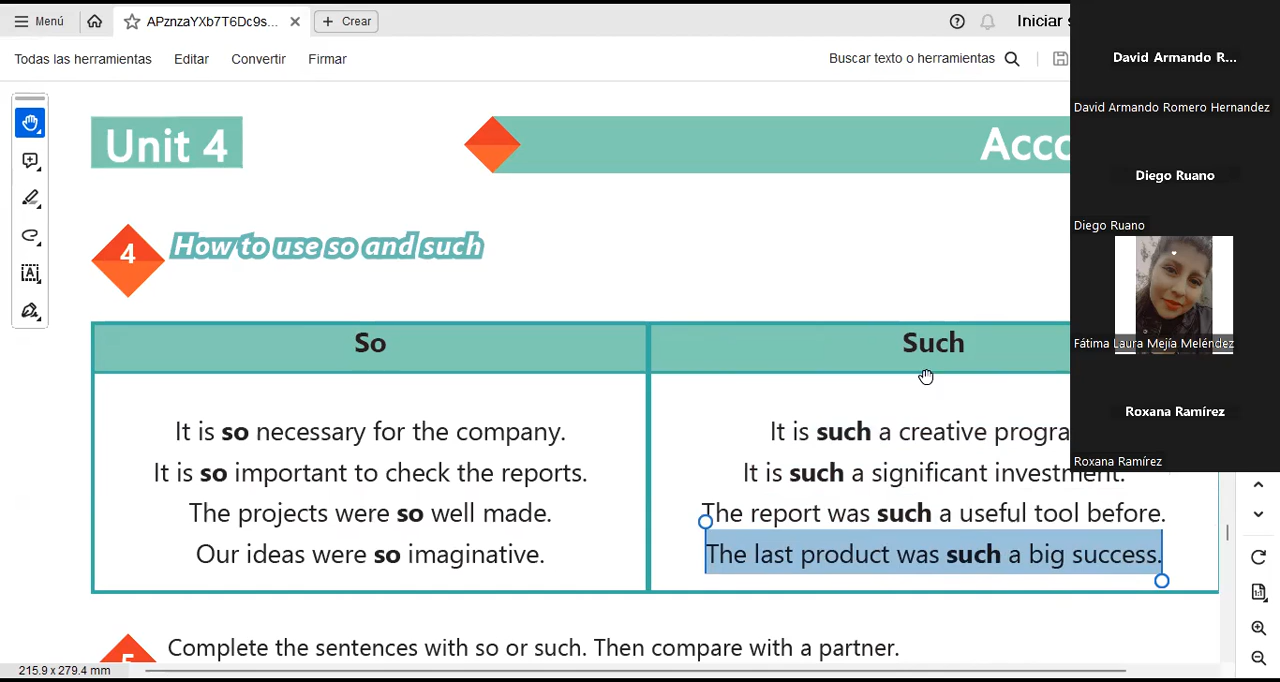 Menú
APznzaYXb7T6Dc9s...
Crear
Iniciar
Todas las herramientas
Editar
Convertir
Firmar
Buscar texto o herramientas
David Armando R...
David Armando Romero Hernandez
Diego Ruano
Diego Ruano
Fátima Laura Mejía Meléndez
Roxana Ramírez
Roxana Ramírez
Unit 4
4
How to use so and such
So
Such
It is so necessary for the company.
It is so important to check the reports.
The projects were so well made.
Our ideas were so imaginative.
It is such a creative
It is such a significant investment.
The report was such a useful tool before.
The last product was such a big success.
5
Complete the sentences with so or such. Then compare with a partner.
215.9 x 279.4 mm